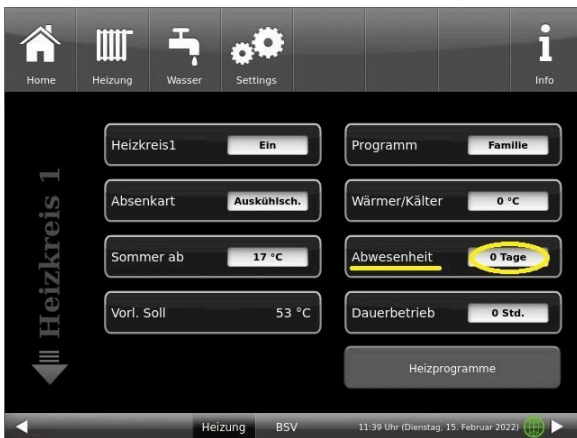 Home Heizung Wasser Settings Info
Heizkreis 1
Heizkreis1 Ein
Programm Familie
Absenkart Auskühlsch.
Wärmer/Kälter 0 °C
Sommer ab 17 °C
Abwesenheit 0 Tage
Vorl. Soll 53 °C
Dauerbetrieb 0 Std.
Heizprogramme
Heizung BSV 11:39 Uhr (Dienstag, 15. Februar 2022)